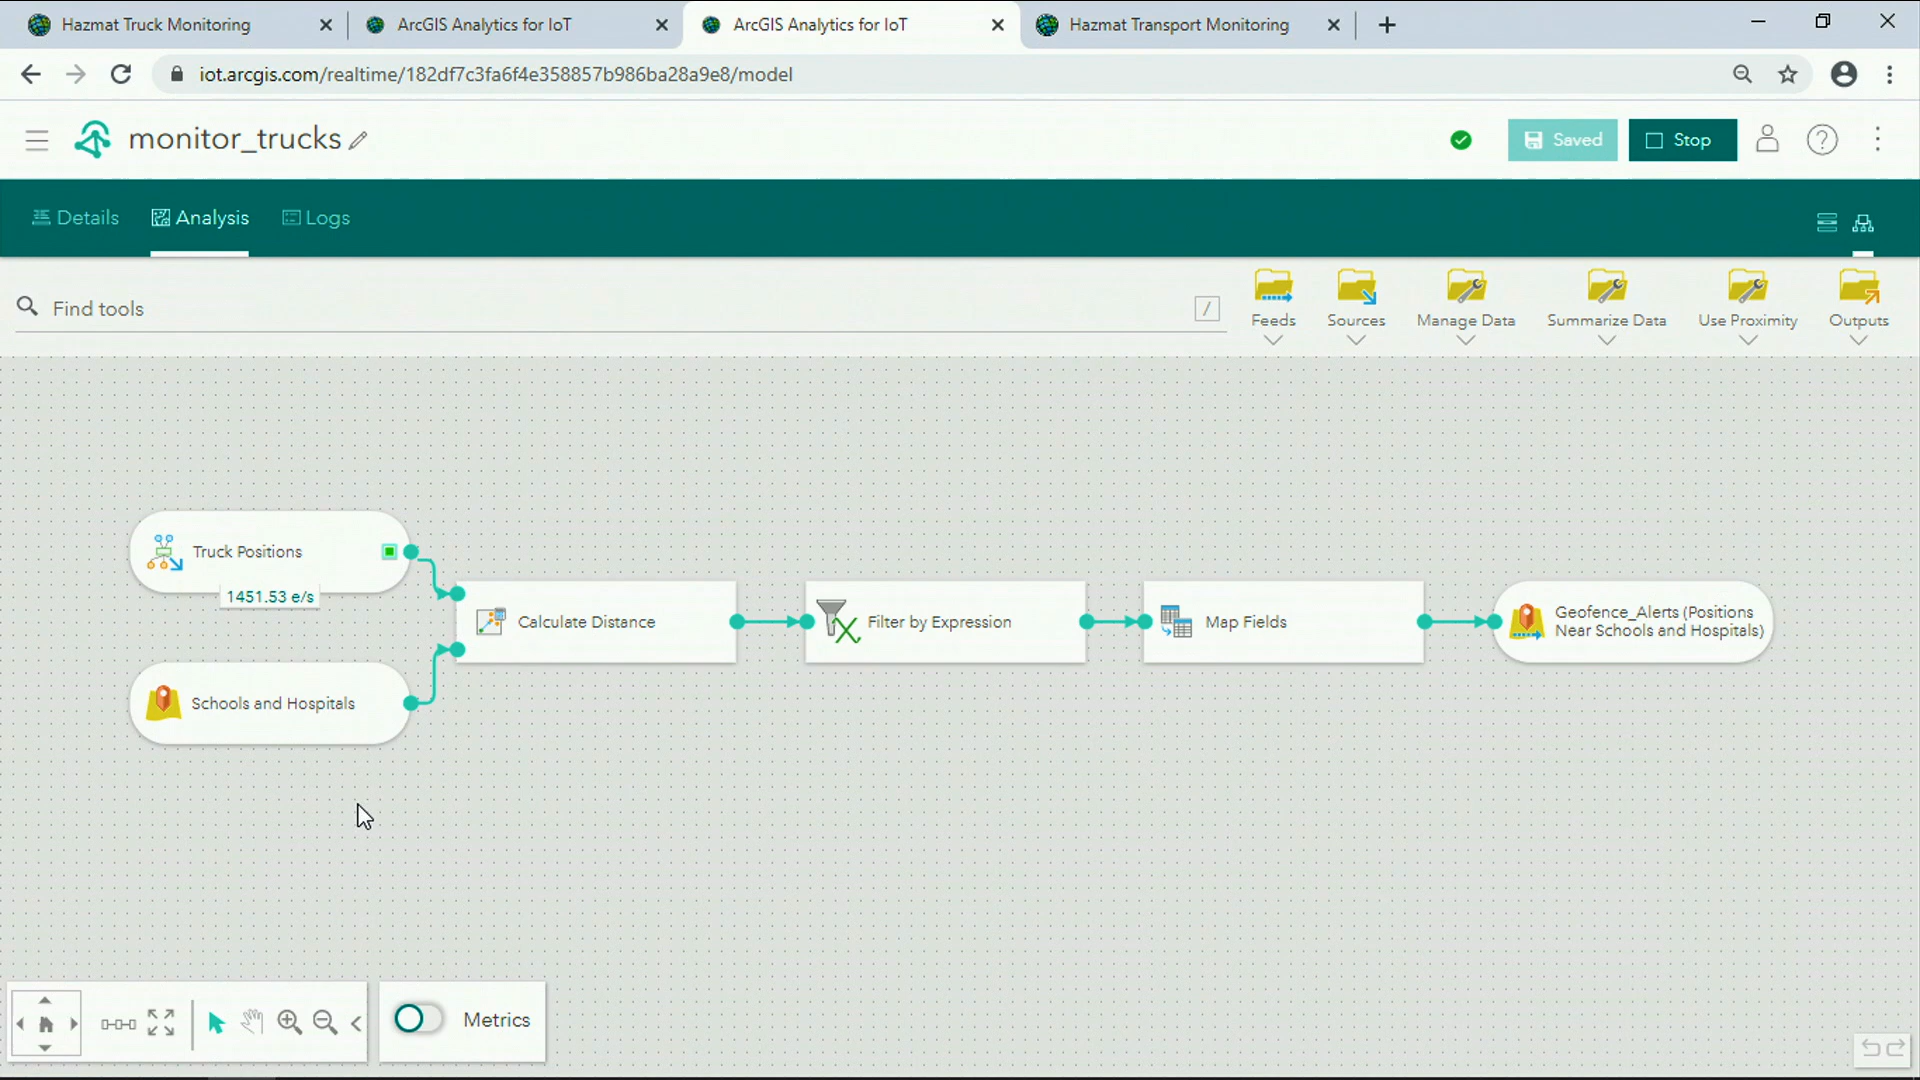 Hazmat Truck Monitoring
ArcGIS Analytics for IoT
ArcGIS Analytics for IoT
Hazmat Transport Monitoring
iot.arcgis.com/realtime/182df7c3fa6f4e358857b986ba28a9e8/model
monitor_trucks
Saved
Stop
Details
Analysis
Logs
Find tools
/
Feeds
Sources
Manage Data
Summarize Data
Use Proximity
Outputs
Truck Positions
1451.53 e/s
Schools and Hospitals
Calculate Distance
Filter by Expression
Map Fields
Geofence_Alerts (Positions
Near Schools and Hospitals)
Metrics